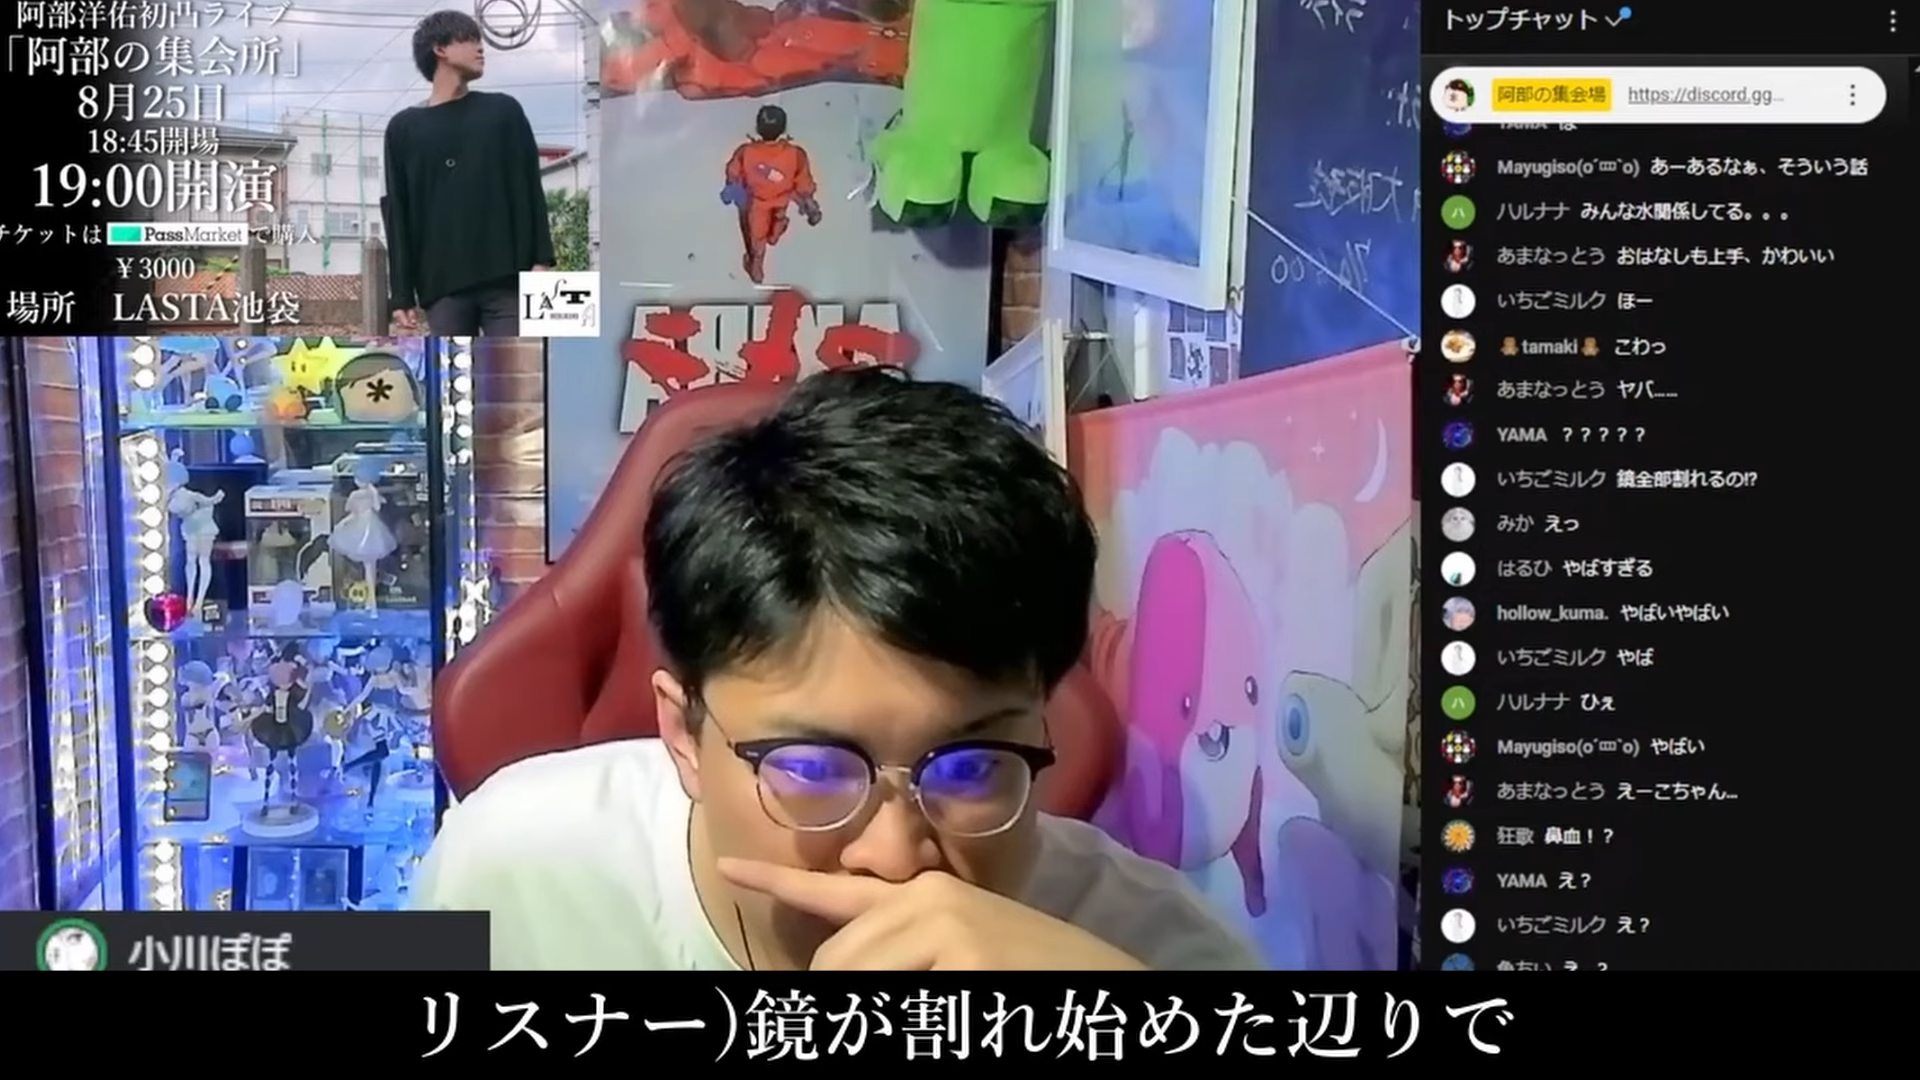 阿部洋佑初凸ライブ
「阿部の集会所」
8月25日
18:45開場
19:00開演
チケットは PassMarket で購入
￥3000
場所　LASTA池袋
トップチャット
阿部の集会場 https://discord.gg...
YAMA は
Mayugiso(o´罒`o) あーあるなぁ、そういう話
ハルナナ みんな水関係してる。。。
あまなっとう おはなしも上手、かわいい
いちごミルク ほー
🧸tamaki🧸 こわっ
あまなっとう ヤバ……
YAMA ？？？？？
いちごミルク 鏡全部割れるの!?
みか えっ
はるひ やばすぎる
hollow_kuma. やばいやばい
いちごミルク やば
ハルナナ ひぇ
Mayugiso(o´罒`o) やばい
あまなっとう えーこちゃん…
狂歌 鼻血！？
YAMA え？
いちごミルク え？
小川ぽぽ
リスナー)鏡が割れ始めた辺りで